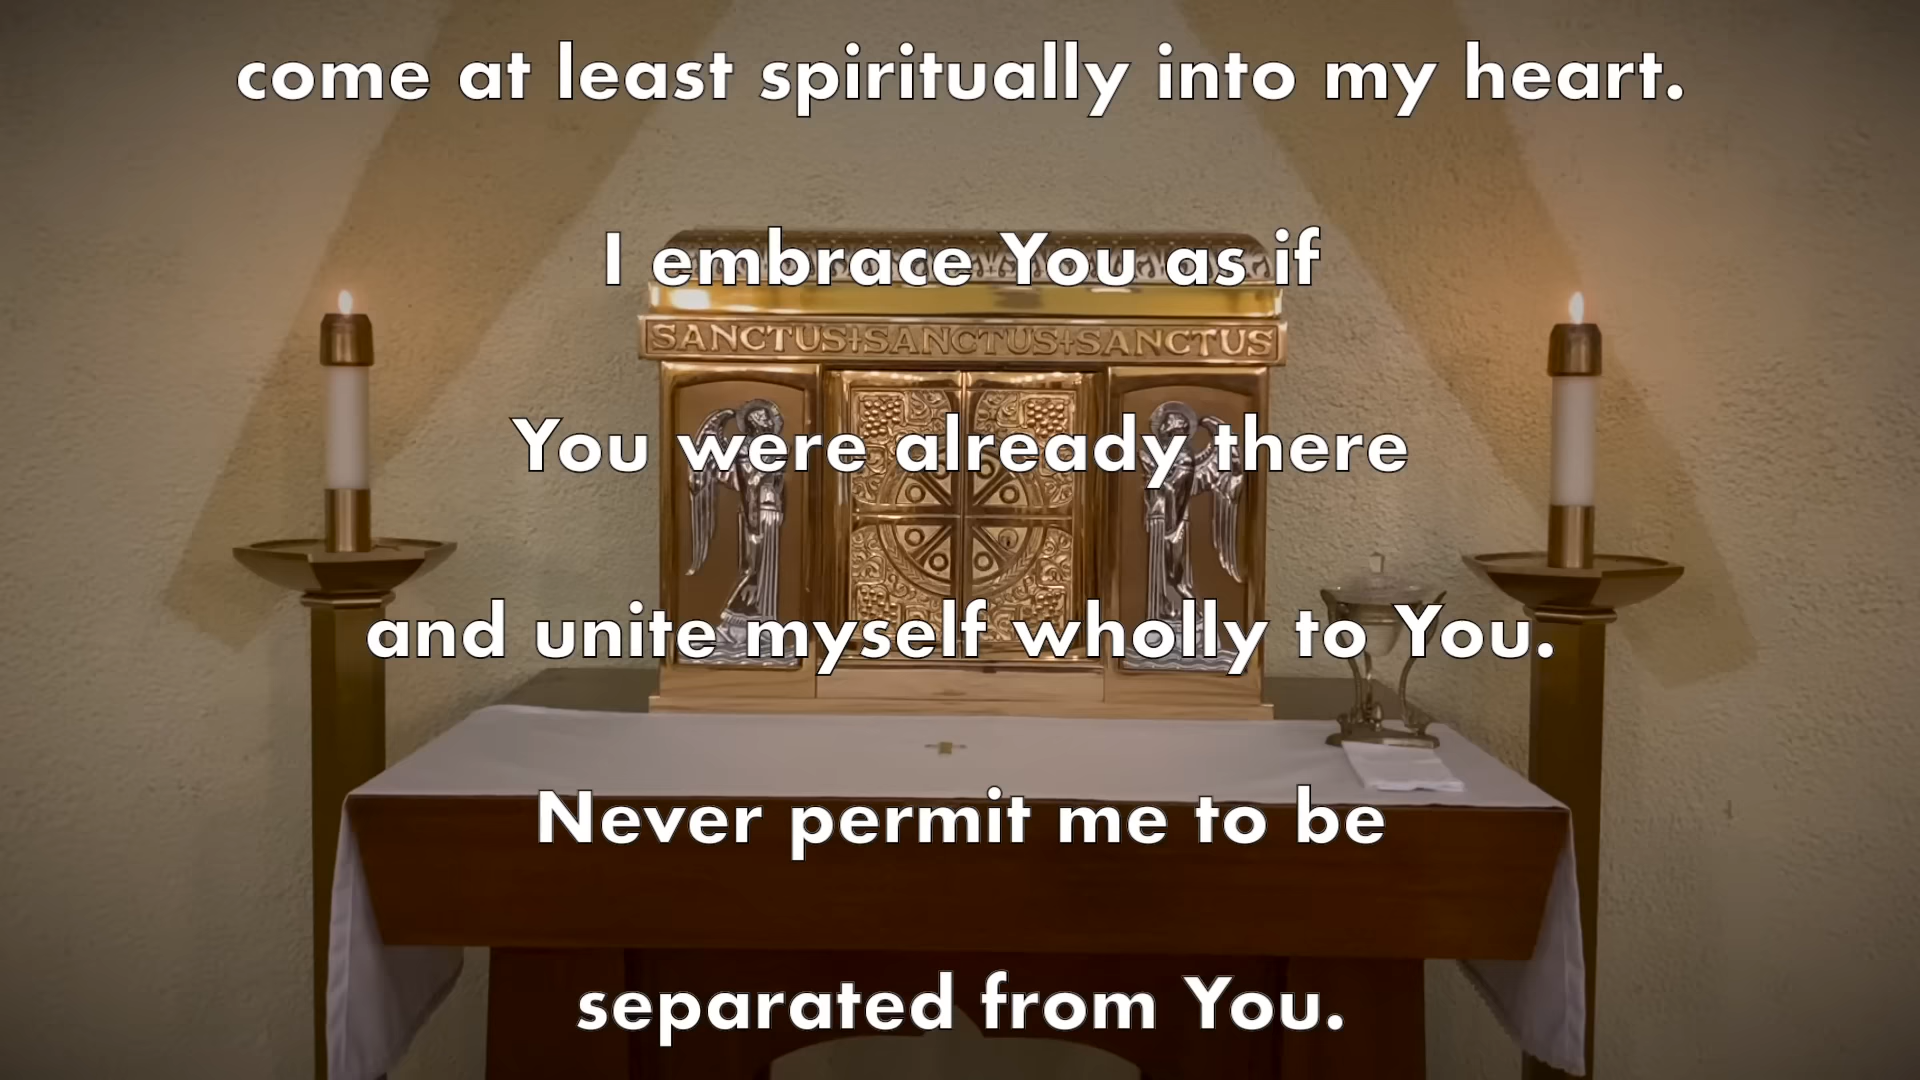 come at least spiritually into my heart.
I embrace You as if
SANCTUS+SANCTUS+SANCTUS
You were already there
and unite myself wholly to You.
Never permit me to be
separated from You.